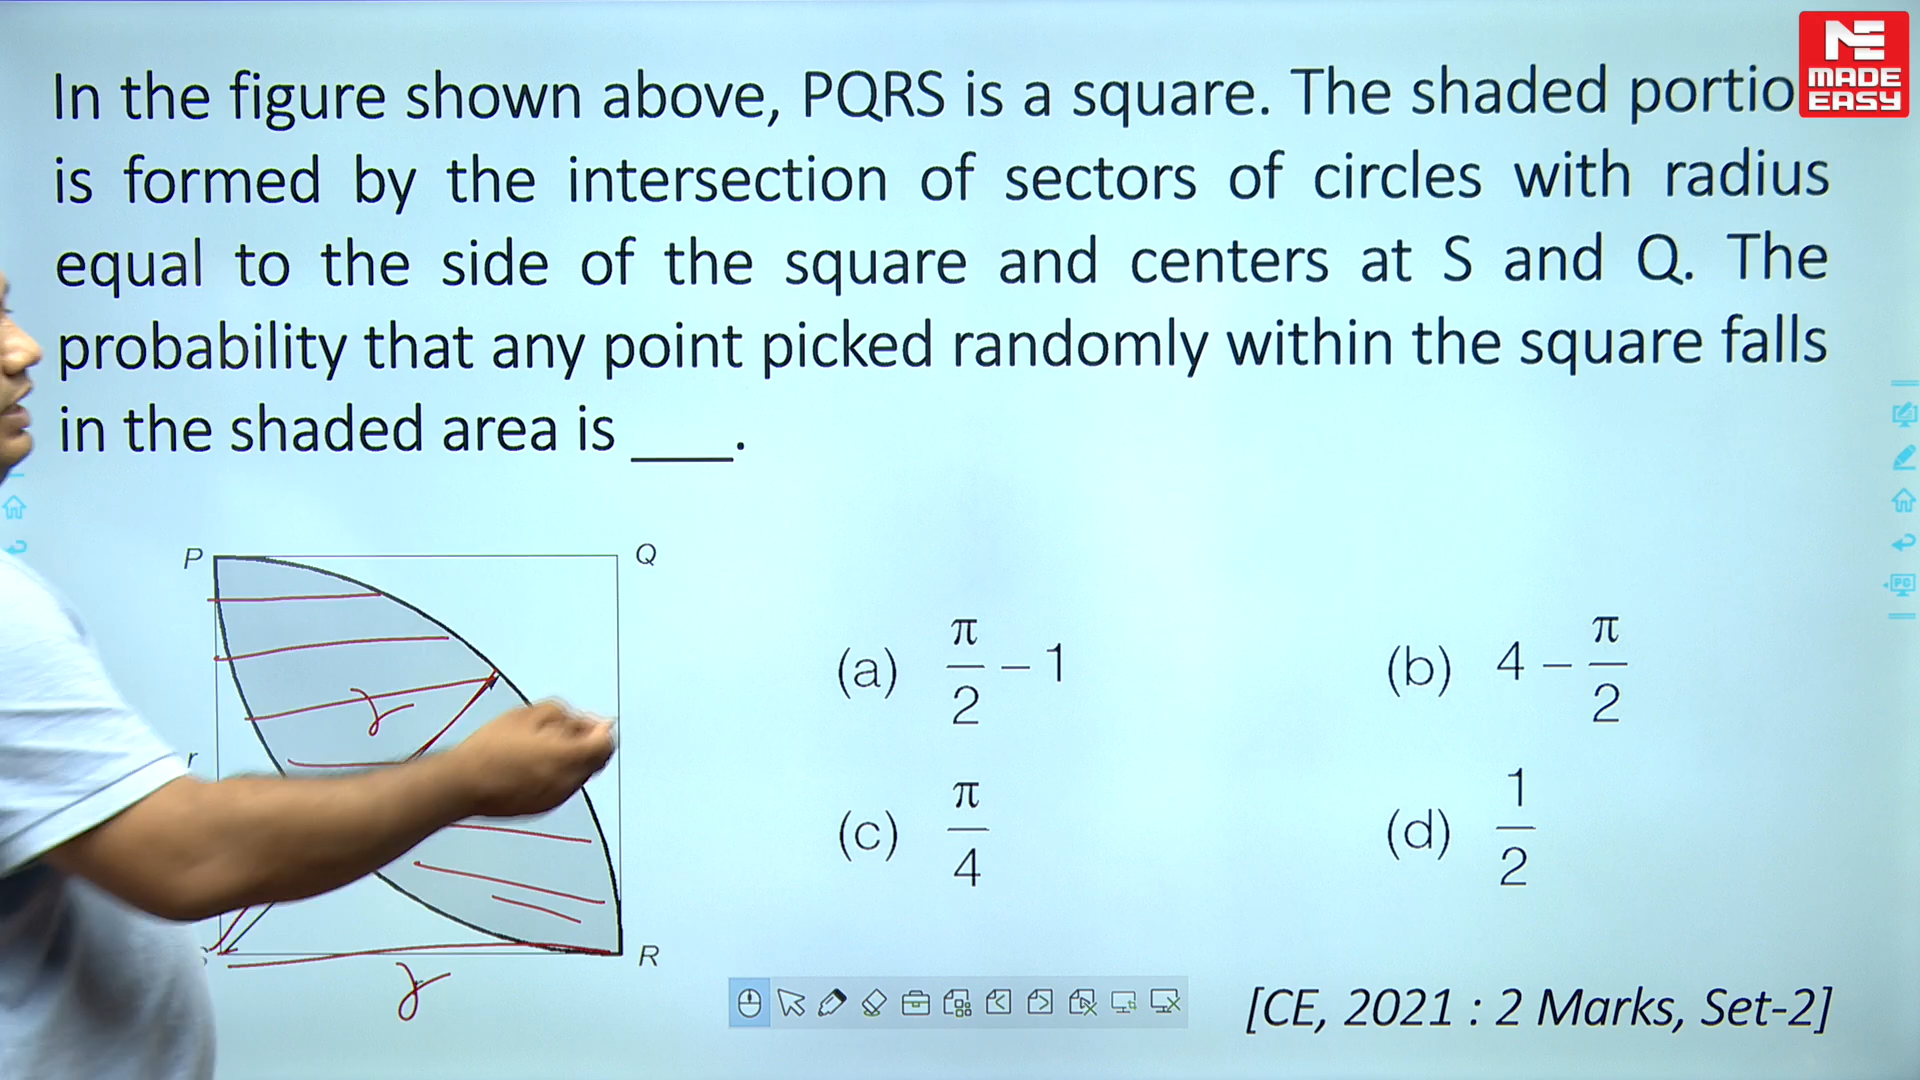 In the figure shown above, PQRS is a square. The shaded portio
is formed by the intersection of sectors of circles with radius
equal to the side of the square and centers at S and Q. The
probability that any point picked randomly within the square falls
in the shaded area is ____.
ME
MADE
EASY
P
Q
r
r
R
r
(a) π/2 − 1
(b) 4 − π/2
(c) π/4
(d) 1/2
[CE, 2021 : 2 Marks, Set-2]